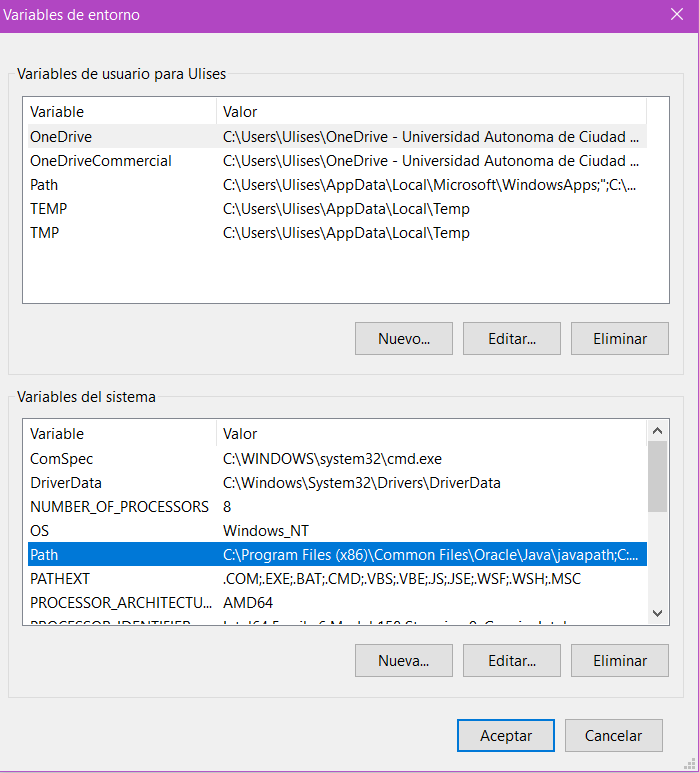 Variables de entorno
Variables de usuario para Ulises
Variable Valor
OneDrive C:\Users\Ulises\OneDrive - Universidad Autonoma de Ciudad ...
OneDriveCommercial C:\Users\Ulises\OneDrive - Universidad Autonoma de Ciudad ...
Path C:\Users\Ulises\AppData\Local\Microsoft\WindowsApps;";C:\...
TEMP C:\Users\Ulises\AppData\Local\Temp
TMP C:\Users\Ulises\AppData\Local\Temp
Nuevo... Editar... Eliminar
Variables del sistema
Variable Valor
ComSpec C:\WINDOWS\system32\cmd.exe
DriverData C:\Windows\System32\Drivers\DriverData
NUMBER_OF_PROCESSORS 8
OS Windows_NT
Path C:\Program Files (x86)\Common Files\Oracle\Java\javapath;C:...
PATHEXT .COM;.EXE;.BAT;.CMD;.VBS;.VBE;.JS;.JSE;.WSF;.WSH;.MSC
PROCESSOR_ARCHITECTU... AMD64
PROCESSOR_IDENTIFIER
Nueva... Editar... Eliminar
Aceptar Cancelar